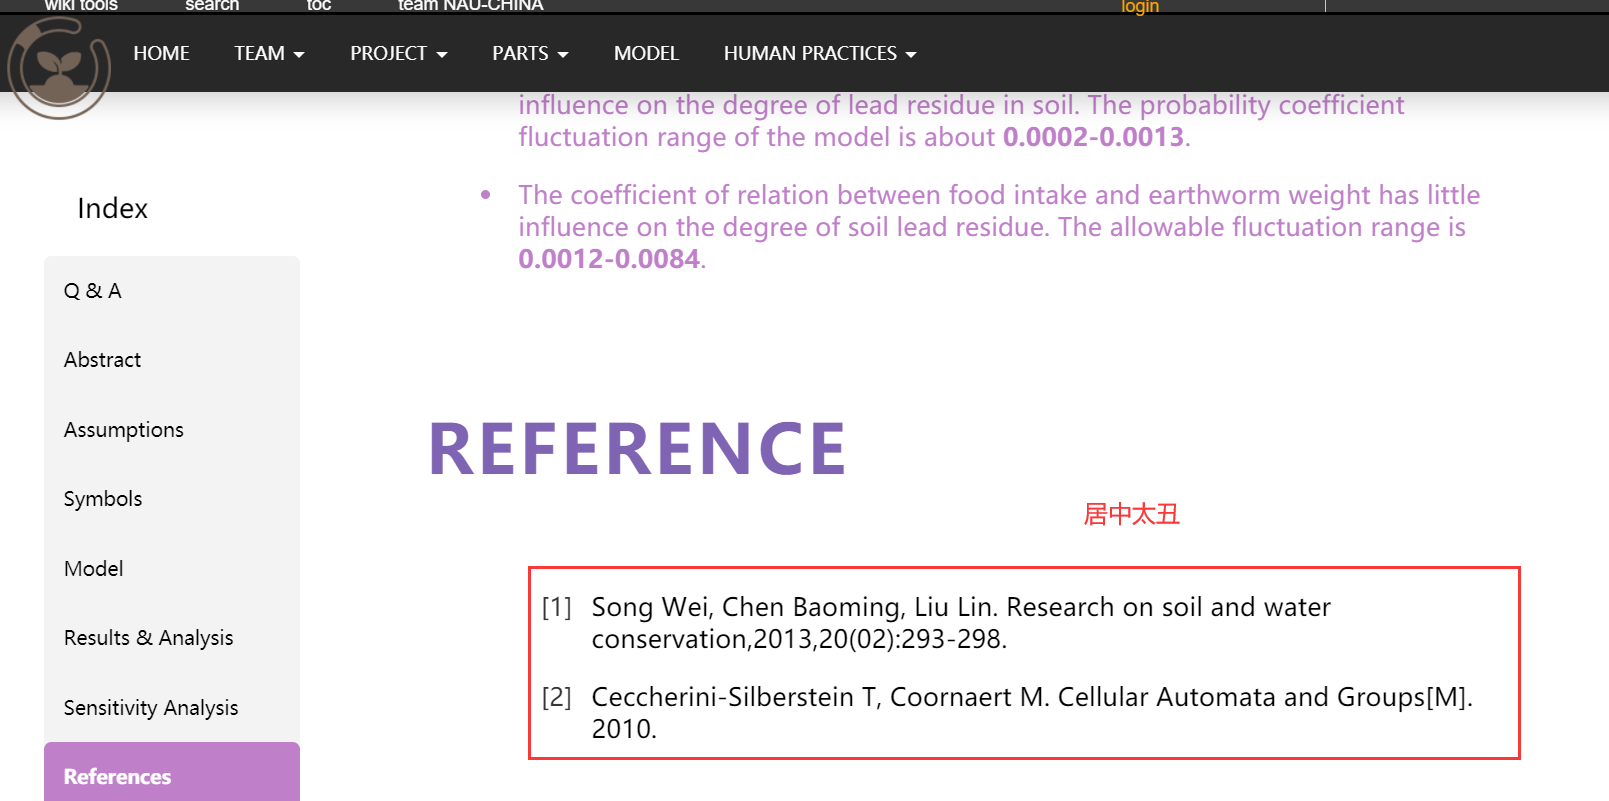 wiki tools search toc team NAU-CHINA login
HOME TEAM PROJECT PARTS MODEL HUMAN PRACTICES
influence on the degree of lead residue in soil. The probability coefficient
fluctuation range of the model is about 0.0002-0.0013.
• The coefficient of relation between food intake and earthworm weight has little
influence on the degree of soil lead residue. The allowable fluctuation range is
0.0012-0.0084.
Index
Q & A
Abstract
Assumptions
Symbols
Model
Results & Analysis
Sensitivity Analysis
References
REFERENCE
居中太丑
[1] Song Wei, Chen Baoming, Liu Lin. Research on soil and water
conservation,2013,20(02):293-298.
[2] Ceccherini-Silberstein T, Coornaert M. Cellular Automata and Groups[M].
2010.